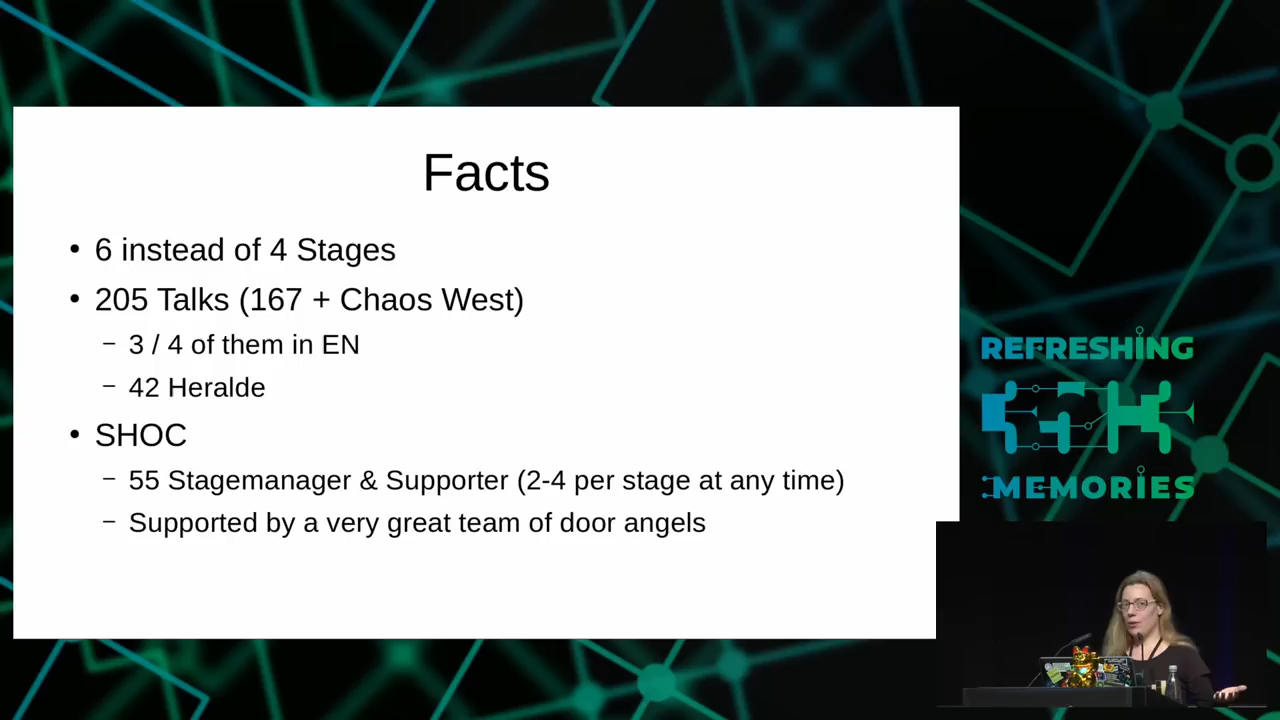 Facts
• 6 instead of 4 Stages
• 205 Talks (167 + Chaos West)
– 3 / 4 of them in EN
– 42 Heralde
• SHOC
– 55 Stagemanager & Supporter (2-4 per stage at any time)
– Supported by a very great team of door angels
REFRESHING
MEMORIES